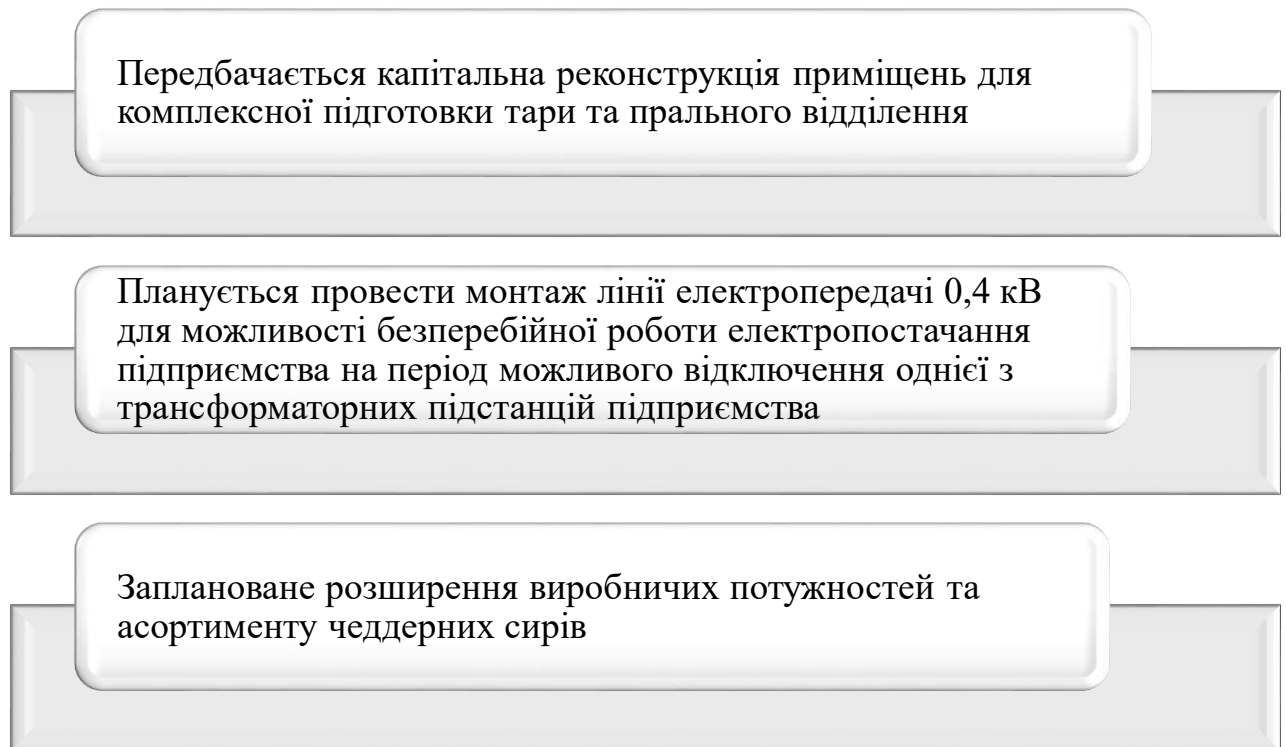 Передбачається капітальна реконструкція приміщень для
комплексної підготовки тари та прального відділення
Планується провести монтаж лінії електропередачі 0,4 кВ
для можливості безперебійної роботи електропостачання
підприємства на період можливого відключення однієї з
трансформаторних підстанцій підприємства
Заплановане розширення виробничих потужностей та
асортименту чеддерних сирів